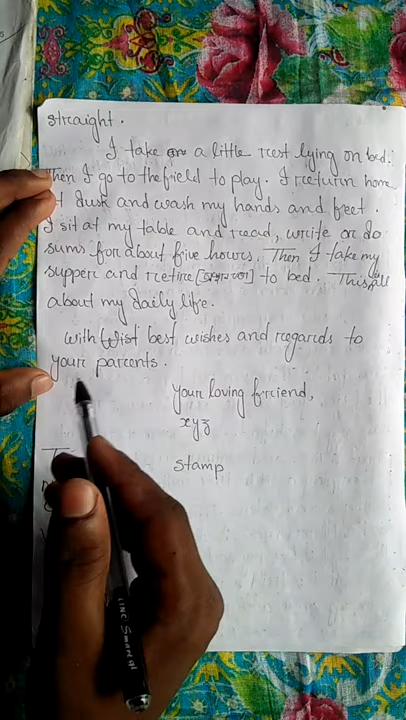 straight.
I take a little rest lying on bed.
Then I go to the field to play. I return home
at dusk and wash my hands and feet.
I sit at my table and read, write or do
sums for about five hours. Then I take my
supper and retire to bed. This all
about my daily life.
with best wishes and regards to
your parents.
Your loving friend,
xyz
stamp
LINC